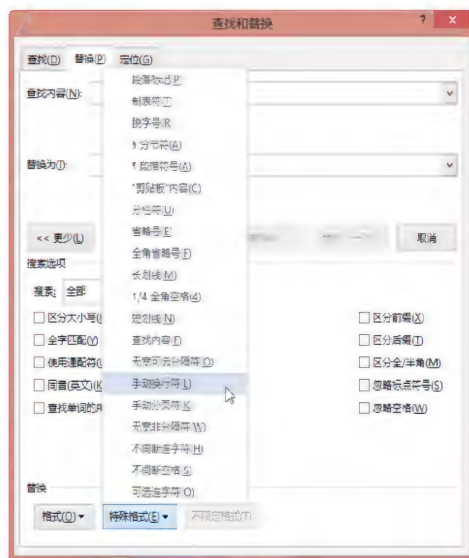 查找和替换
查找(D) 替换(P) 定位(G)
查找内容(N):
替换为(I):
段落标记(P)
制表符(T)
脱字号(R)
§ 分节符(A)
¶ 段落符号(A)
"剪贴板"内容(C)
分栏符(U)
省略号(E)
全角省略号(F)
长划线(M)
1/4 全角空格(4)
短划线(N)
查找内容(F)
无宽可选分隔符(O)
手动换行符(L)
手动分页符(K)
无宽非分隔符(W)
不间断连字符(H)
不间断空格(S)
可选连字符(O)
<< 更少(L)
取消
搜索选项
搜索: 全部
区分大小写(
全字匹配(Y)
使用通配符(
同音(英文)(K
查找单词的
区分前缀(X)
区分后缀(T)
区分全/半角(M)
忽略标点符号(S)
忽略空格(W)
替换
格式(O) 特殊格式(E) 不限定格式(T)